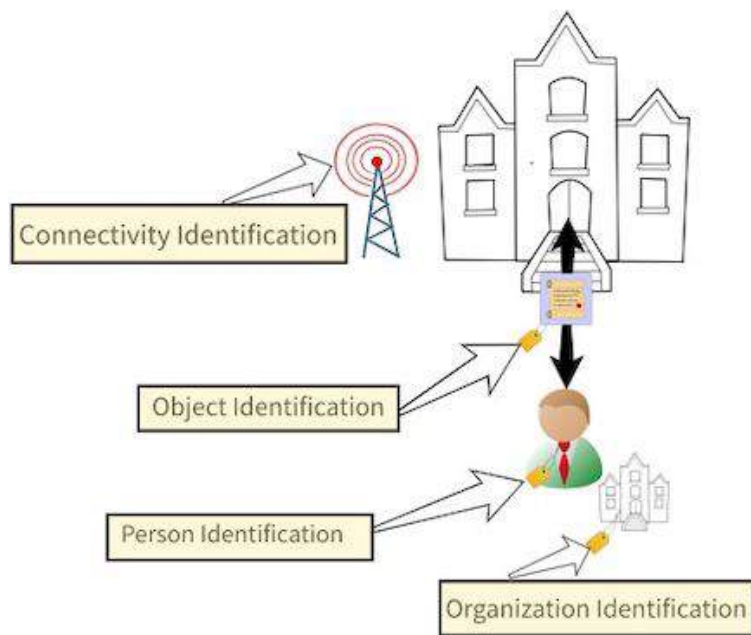 Connectivity Identification
Object Identification
Person Identification
Organization Identification